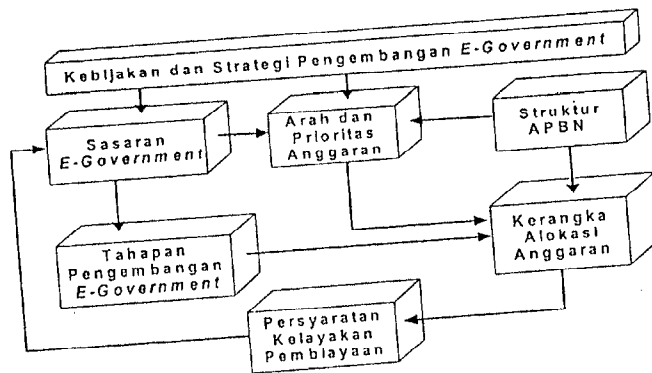 Kebijakan dan Strategi Pengembangan E-Government
Sasaran
E-Government
Arah dan
Prioritas
Anggaran
Struktur
APBN
Tahapan
Pengembangan
E-Government
Kerangka
Alokasi
Anggaran
Persyaratan
Kelayakan
Pembiayaan